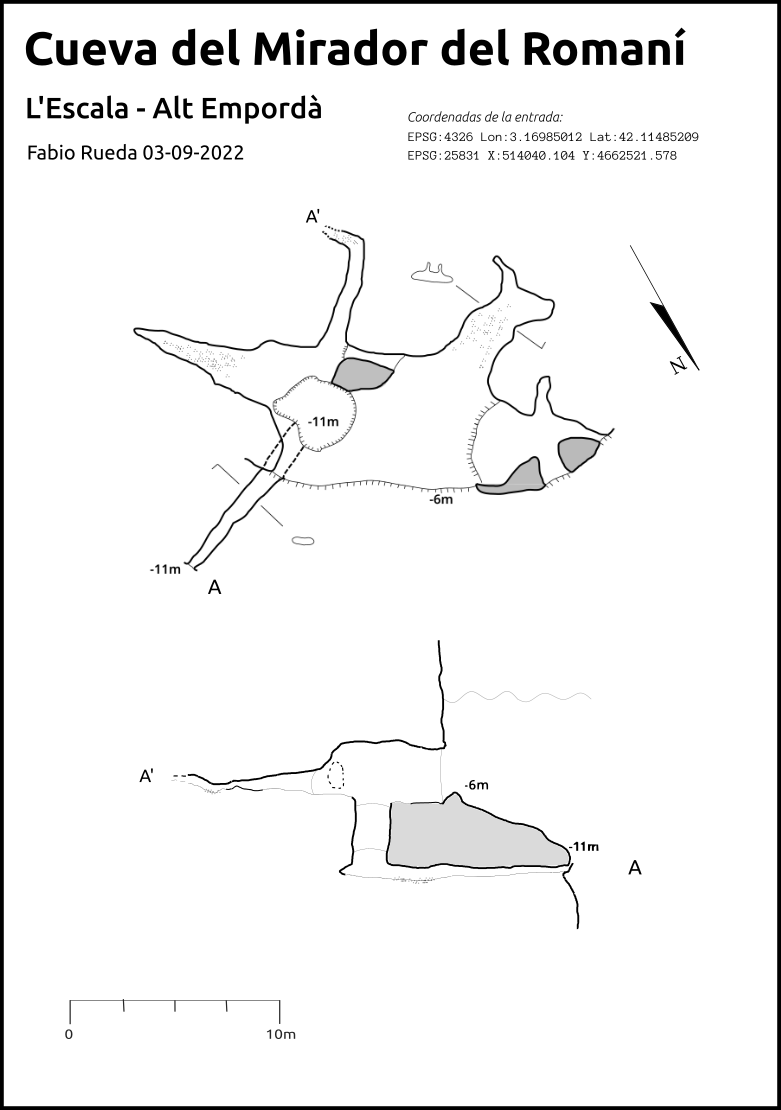 Cueva del Mirador del Romaní
L'Escala - Alt Empordà
Fabio Rueda 03-09-2022
Coordenadas de la entrada:
EPSG:4326 Lon:3.16985012 Lat:42.11485209
EPSG:25831 X:514040.104 Y:4662521.578
A'
N
-11m
-6m
-11m
A
A'
-6m
-11m
A
0
10m